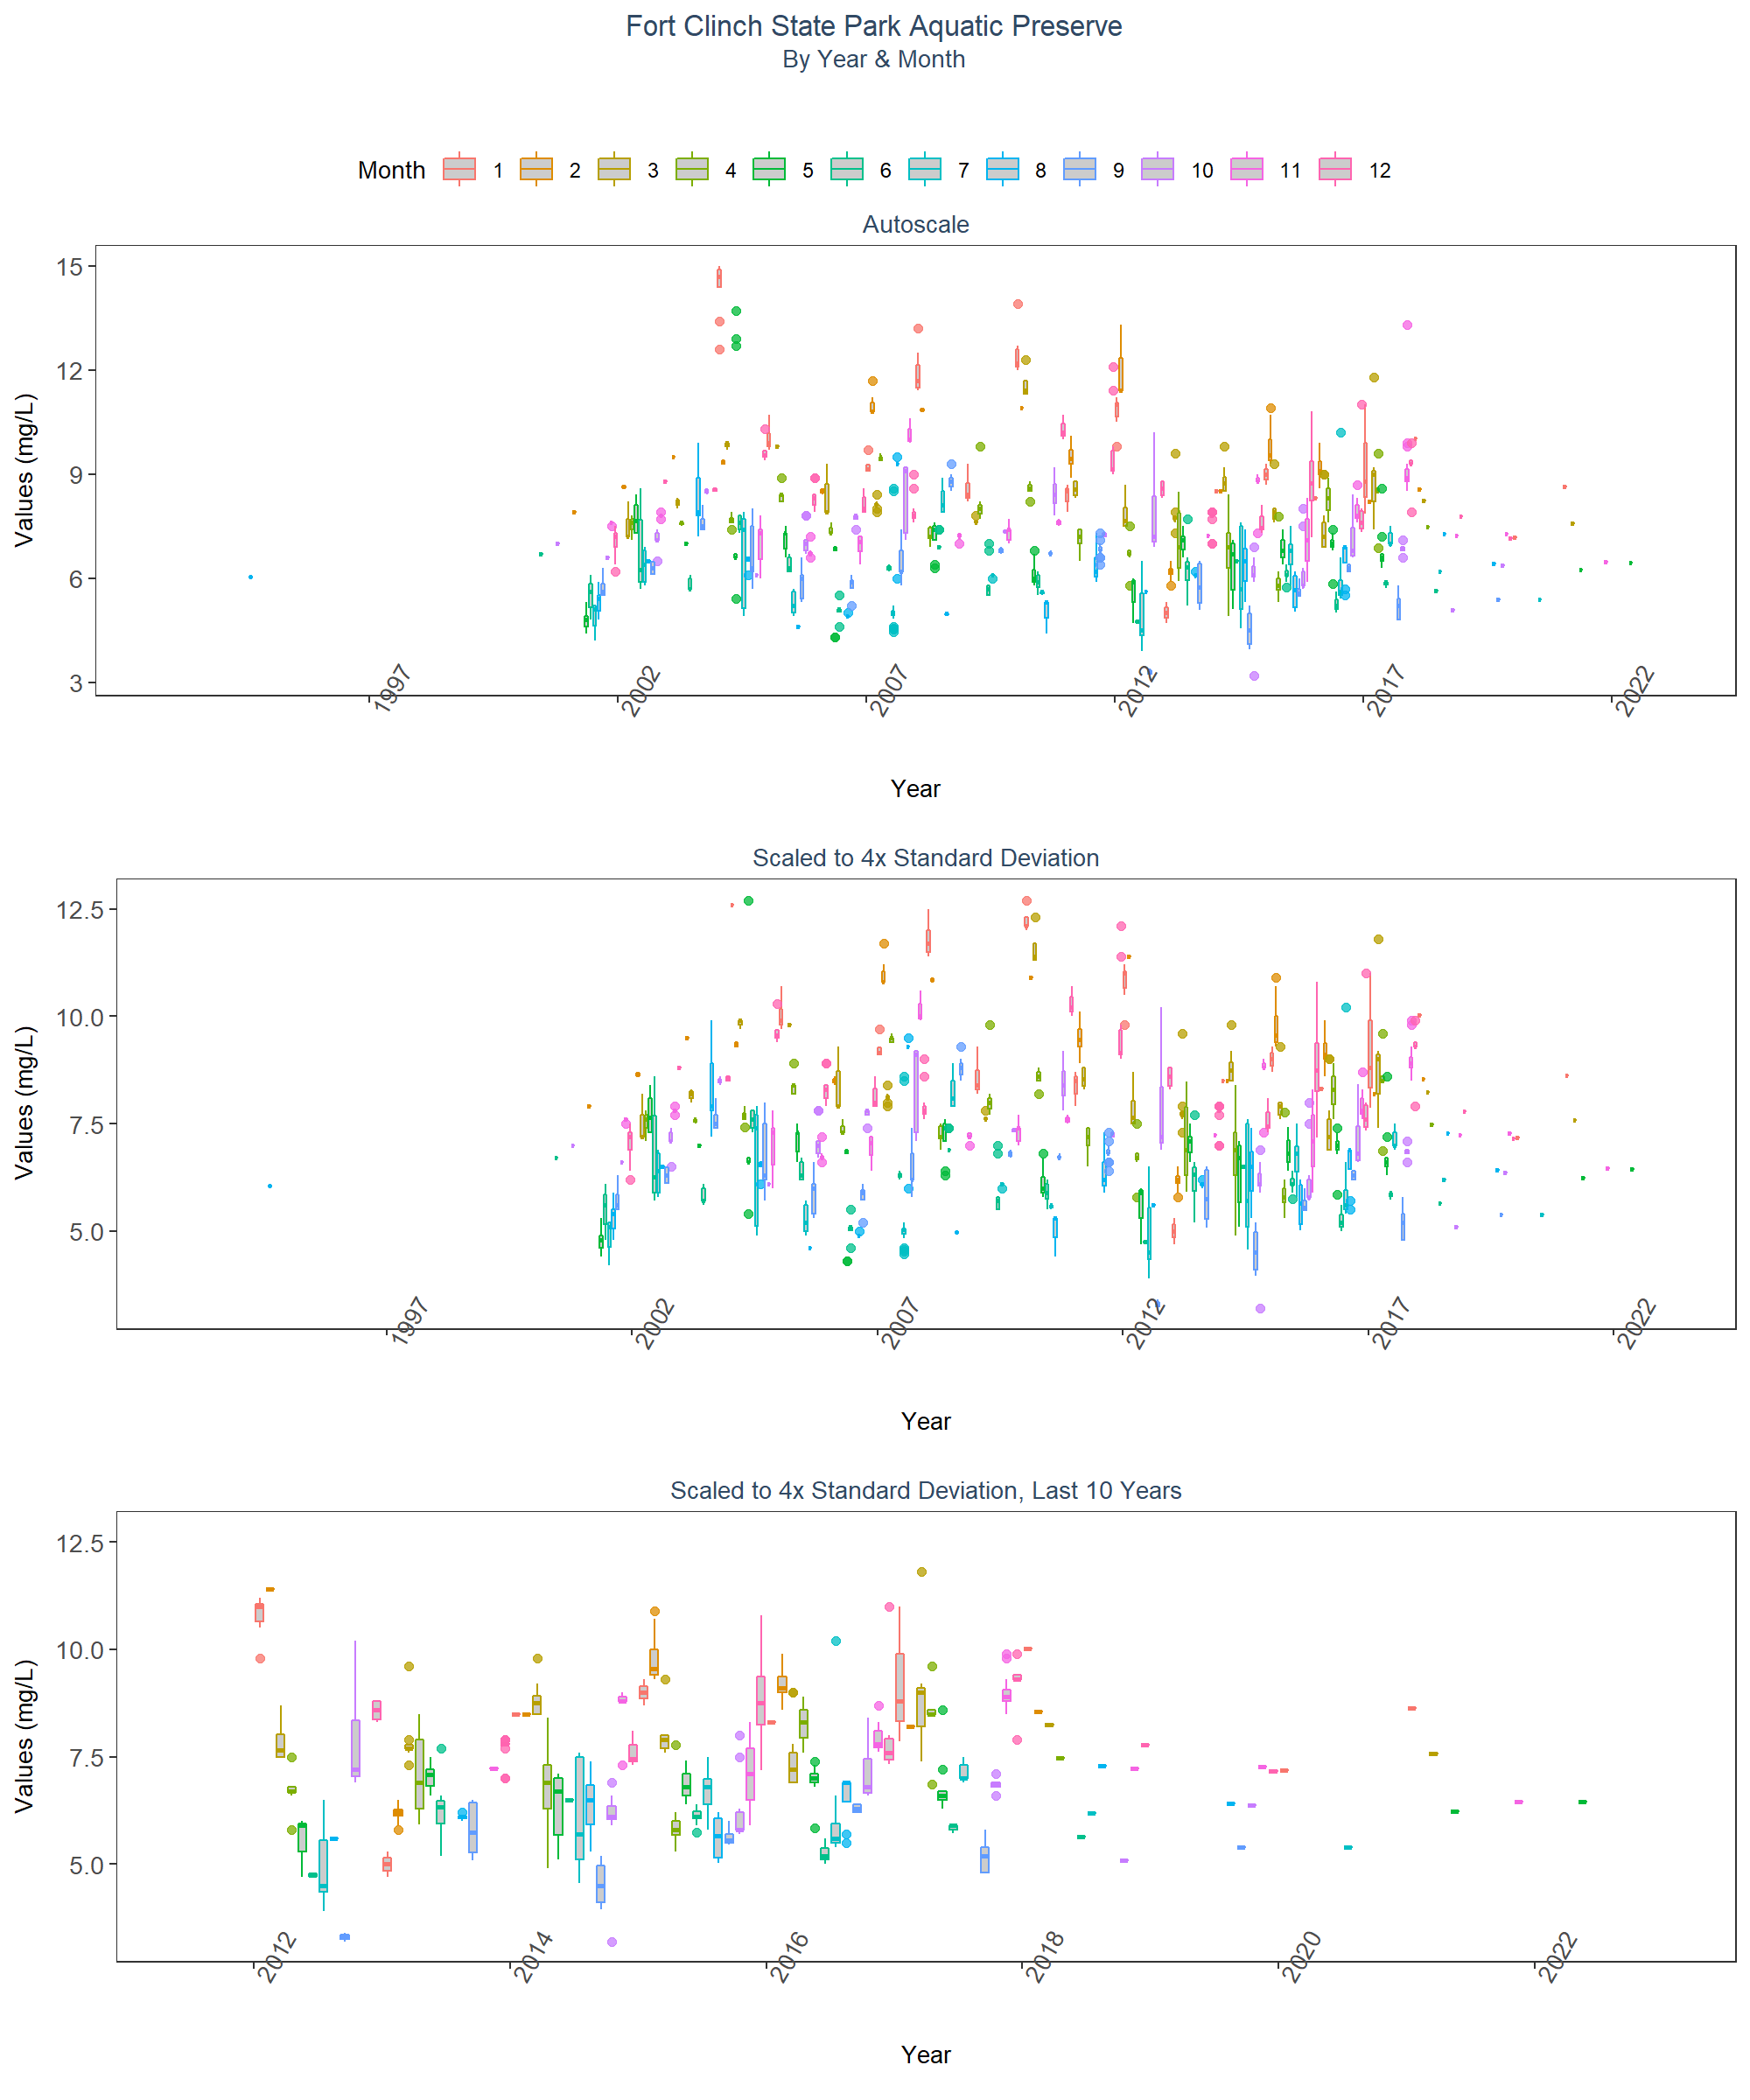 Fort Clinch State Park Aquatic Preserve
By Year & Month
Month 1 2 3 4 5 6 7 8 9 10 11 12
Autoscale
Values (mg/L)
15
12
9
6
3
1997 2002 2007 2012 2017 2022
Year
Scaled to 4x Standard Deviation
Values (mg/L)
12.5
10.0
7.5
5.0
1997 2002 2007 2012 2017 2022
Year
Scaled to 4x Standard Deviation, Last 10 Years
Values (mg/L)
12.5
10.0
7.5
5.0
2012 2014 2016 2018 2020 2022
Year